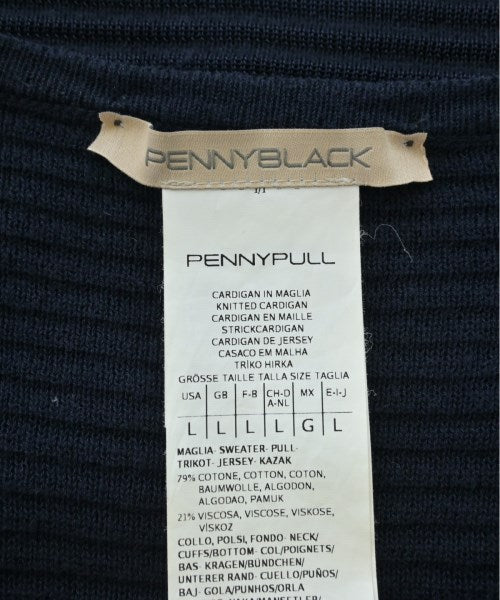 PENNYBLACK
1/1
PENNYPULL
CARDIGAN IN MAGLIA
KNITTED CARDIGAN
CARDIGAN EN MAILLE
STRICKCARDIGAN
CARDIGAN DE JERSEY
CASACO EM MALHA
TRİKO HIRKA
GRÖSSE TAILLE TALLA SIZE TAGLIA
USA GB F-B CH-D A-NL MX E-I-J
L L L L G L
MAGLIA- SWEATER- PULL-
TRIKOT- JERSEY- KAZAK
79% COTONE, COTTON, COTON,
BAUMWOLLE, ALGODON,
ALGODAO, PAMUK
21% VISCOSA, VISCOSE, VISKOSE,
VİSKOZ
COLLO, POLSI, FONDO- NECK/
CUFFS/BOTTOM- COL/POIGNETS/
BAS- KRAGEN/BÜNDCHEN/
UNTERER RAND- CUELLO/PUÑOS/
BAJ- GOLA/PUNHOS/